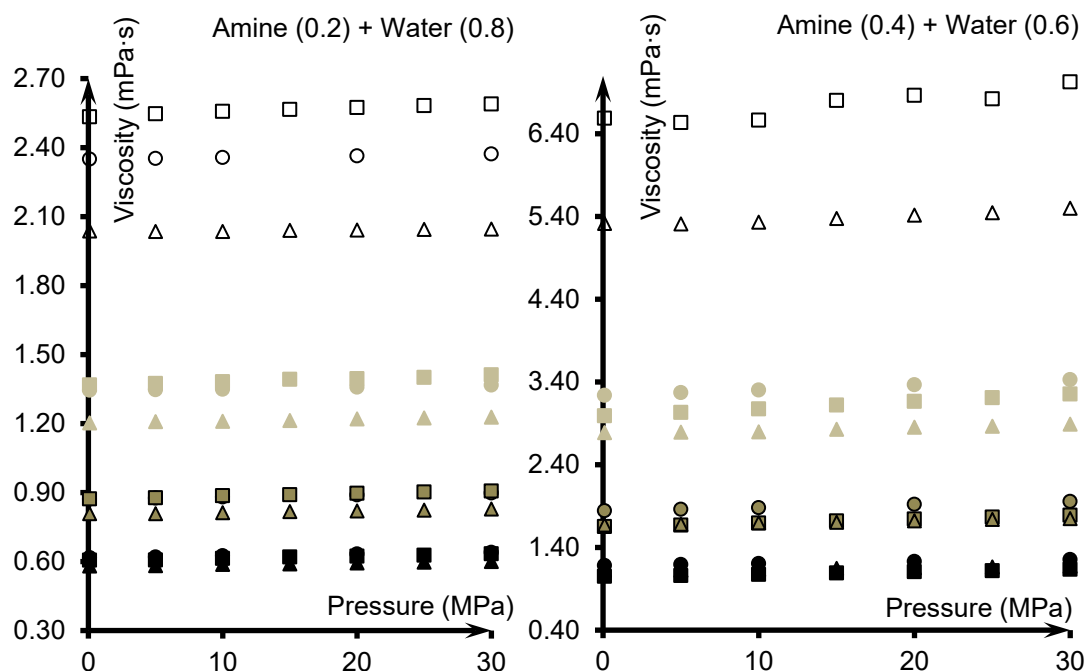 Amine (0.2) + Water (0.8)
Viscosity (mPa·s)
2.70
2.40
2.10
1.80
1.50
1.20
0.90
0.60
0.30
Pressure (MPa)
0 10 20 30
Amine (0.4) + Water (0.6)
Viscosity (mPa·s)
6.40
5.40
4.40
3.40
2.40
1.40
0.40
Pressure (MPa)
0 10 20 30